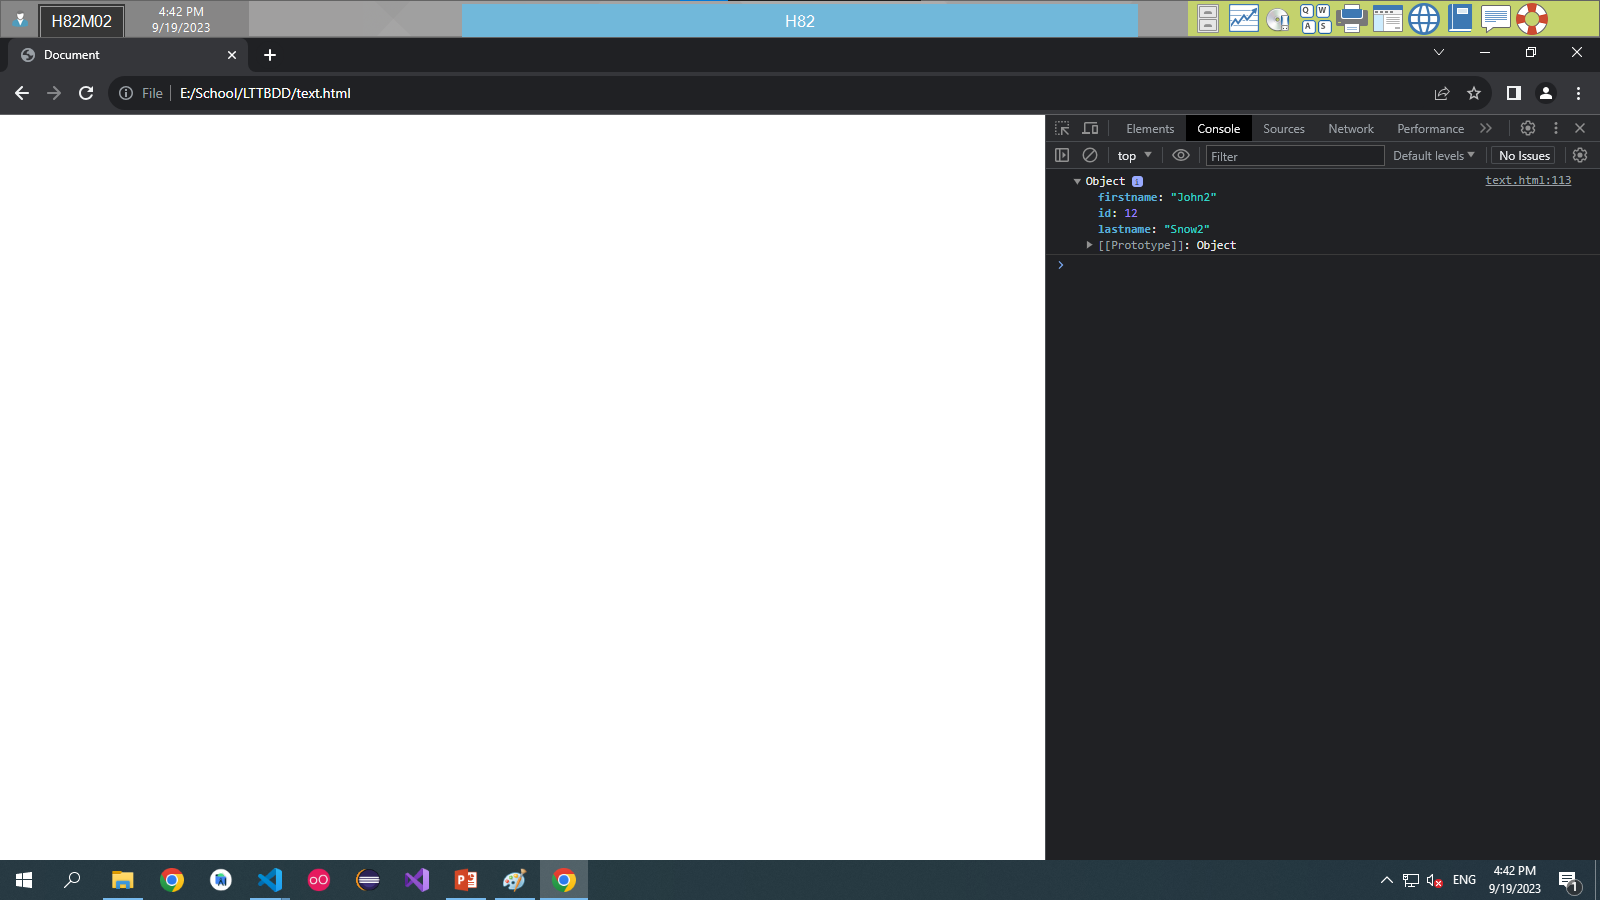 H82M02
4:42 PM
9/19/2023
H82
Q W
A S
Document
File E:/School/LTTBDD/text.html
Elements Console Sources Network Performance
top Filter Default levels No Issues
Object i text.html:113
firstname: "John2"
id: 12
lastname: "Snow2"
[[Prototype]]: Object
ENG
4:42 PM
9/19/2023
1